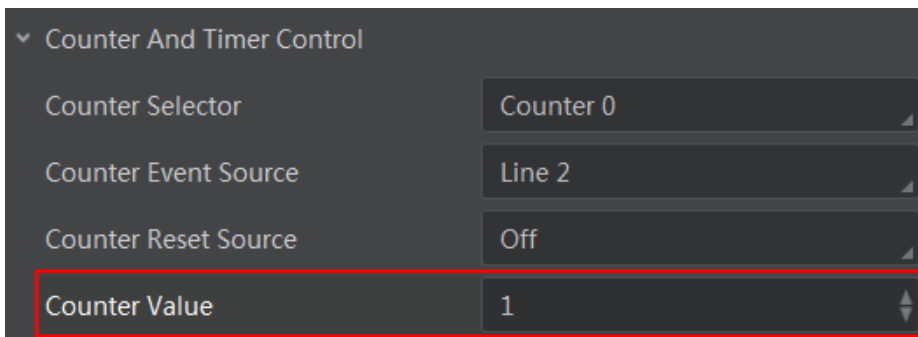 Counter And Timer Control
Counter Selector Counter 0
Counter Event Source Line 2
Counter Reset Source Off
Counter Value 1